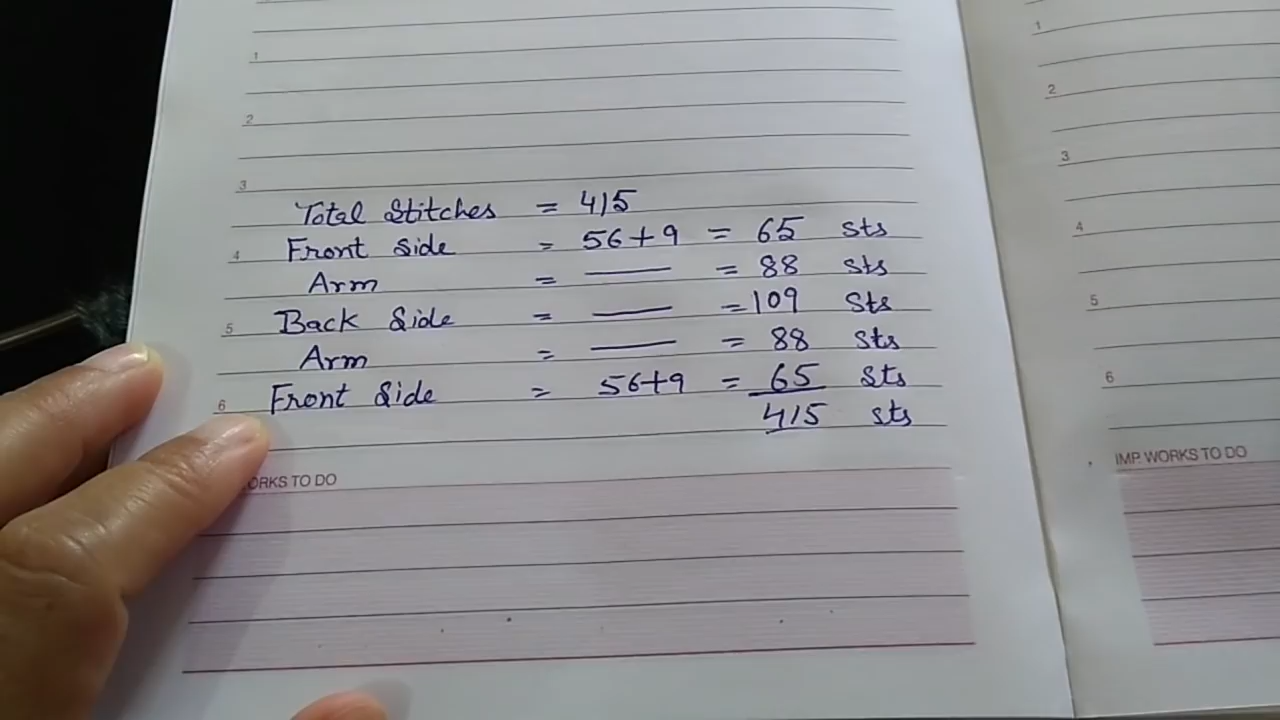 1
2
3
Total Stitches = 415
4 Front Side = 56+9 = 65 sts
Arm = —— = 88 sts
5 Back Side = —— = 109 Sts
Arm = —— = 88 sts
6 Front Side = 56+9 = 65 sts
415 sts
ORKS TO DO
1
2
3
4
5
6
IMP. WORKS TO DO